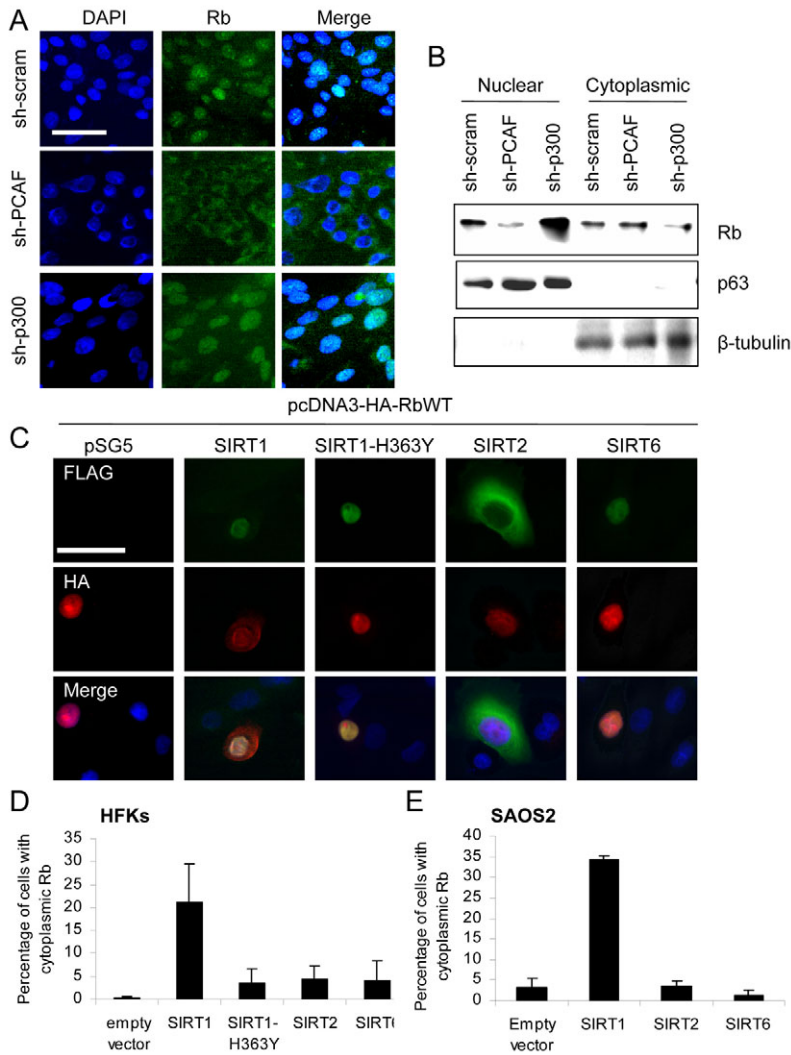 A
DAPI Rb Merge
sh-scram
sh-PCAF
sh-p300
B
Nuclear Cytoplasmic
sh-scram sh-PCAF sh-p300 sh-scram sh-PCAF sh-p300
Rb
p63
β-tubulin
pcDNA3-HA-RbWT
C
pSG5 SIRT1 SIRT1-H363Y SIRT2 SIRT6
FLAG
HA
Merge
D HFKs
Percentage of cells with
cytoplasmic Rb
35
30
25
20
15
10
5
0
empty vector SIRT1 SIRT1-H363Y SIRT2 SIRT6
E SAOS2
Percentage of cells with
cytoplasmic Rb
40
35
30
25
20
15
10
5
0
Empty vector SIRT1 SIRT2 SIRT6